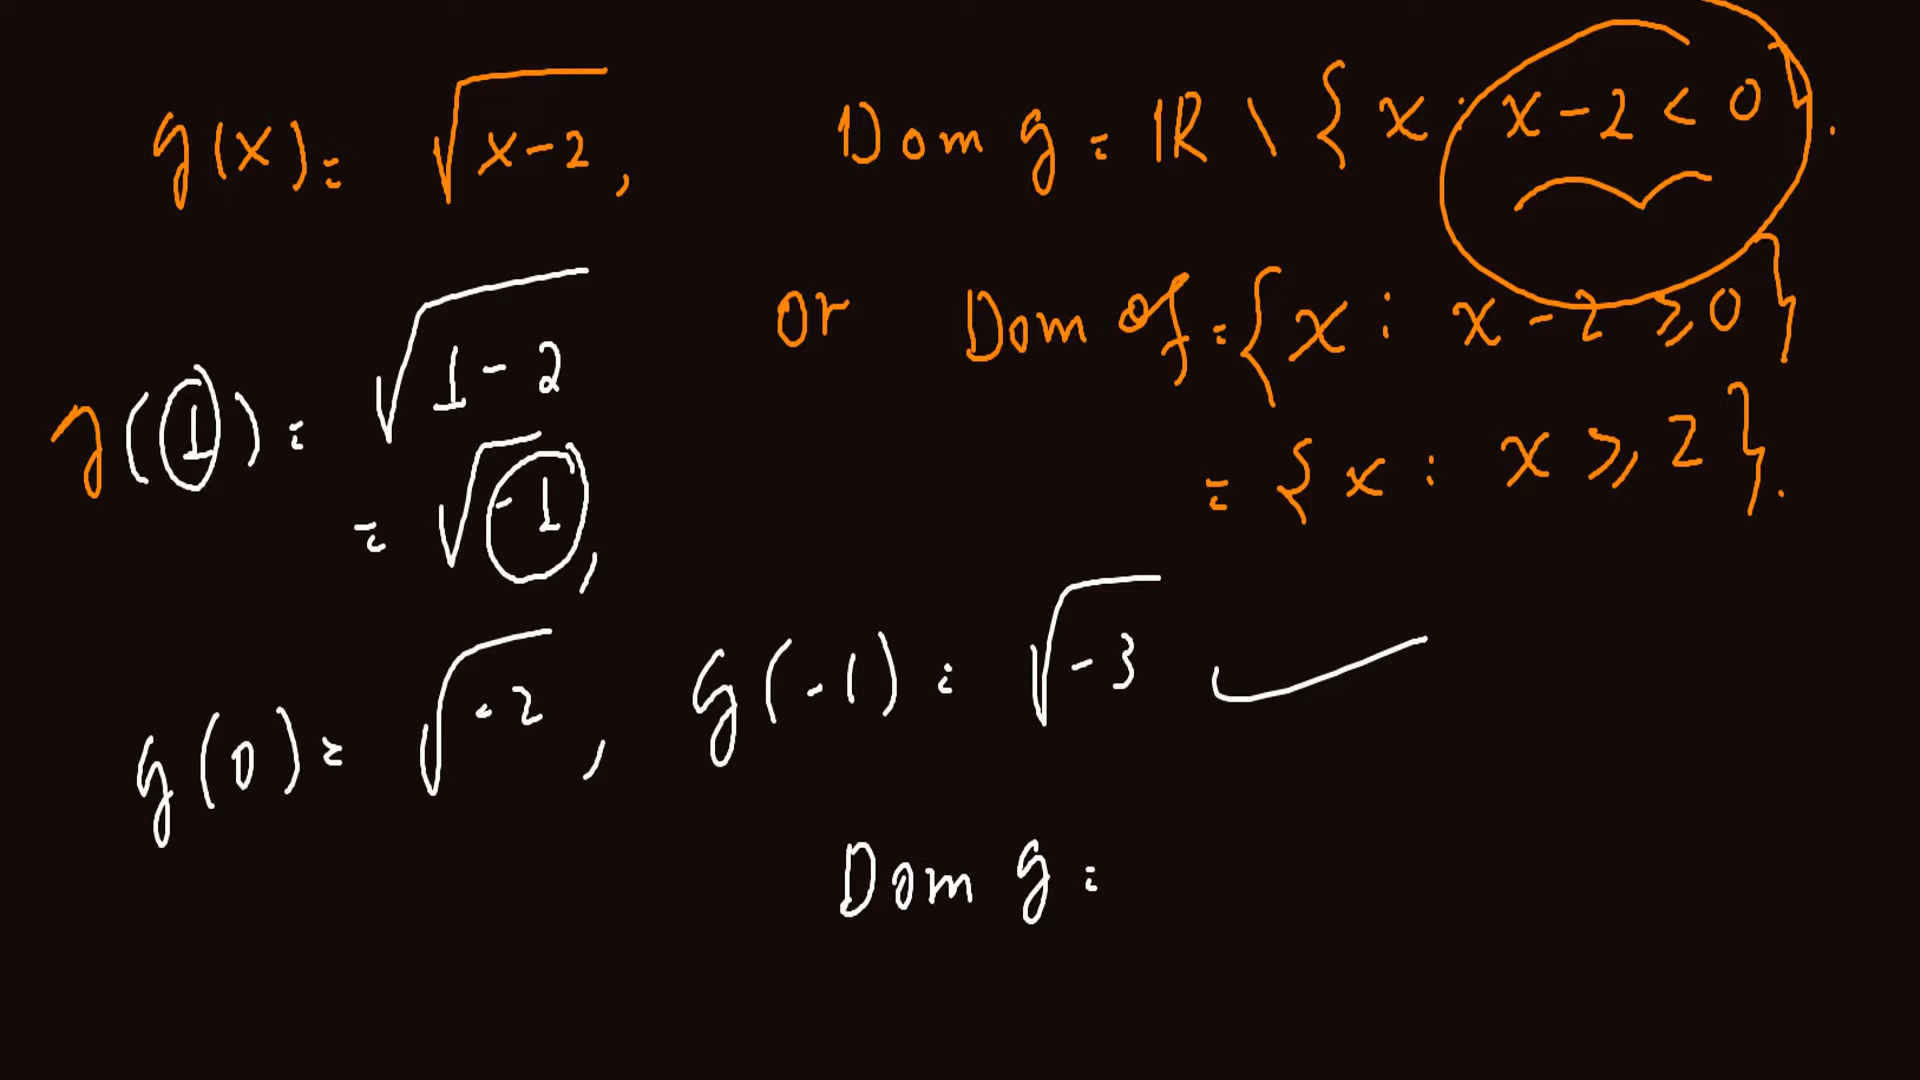 g(x) = √x-2, Dom g = ℝ \ { x : x-2 < 0 }.
or Dom of = { x : x-2 ≥ 0 }
g(1) = √1-2
= { x : x ≥ 2 }.
= √-1,
g(0) = √-2, g(-1) = √-3
Dom g =